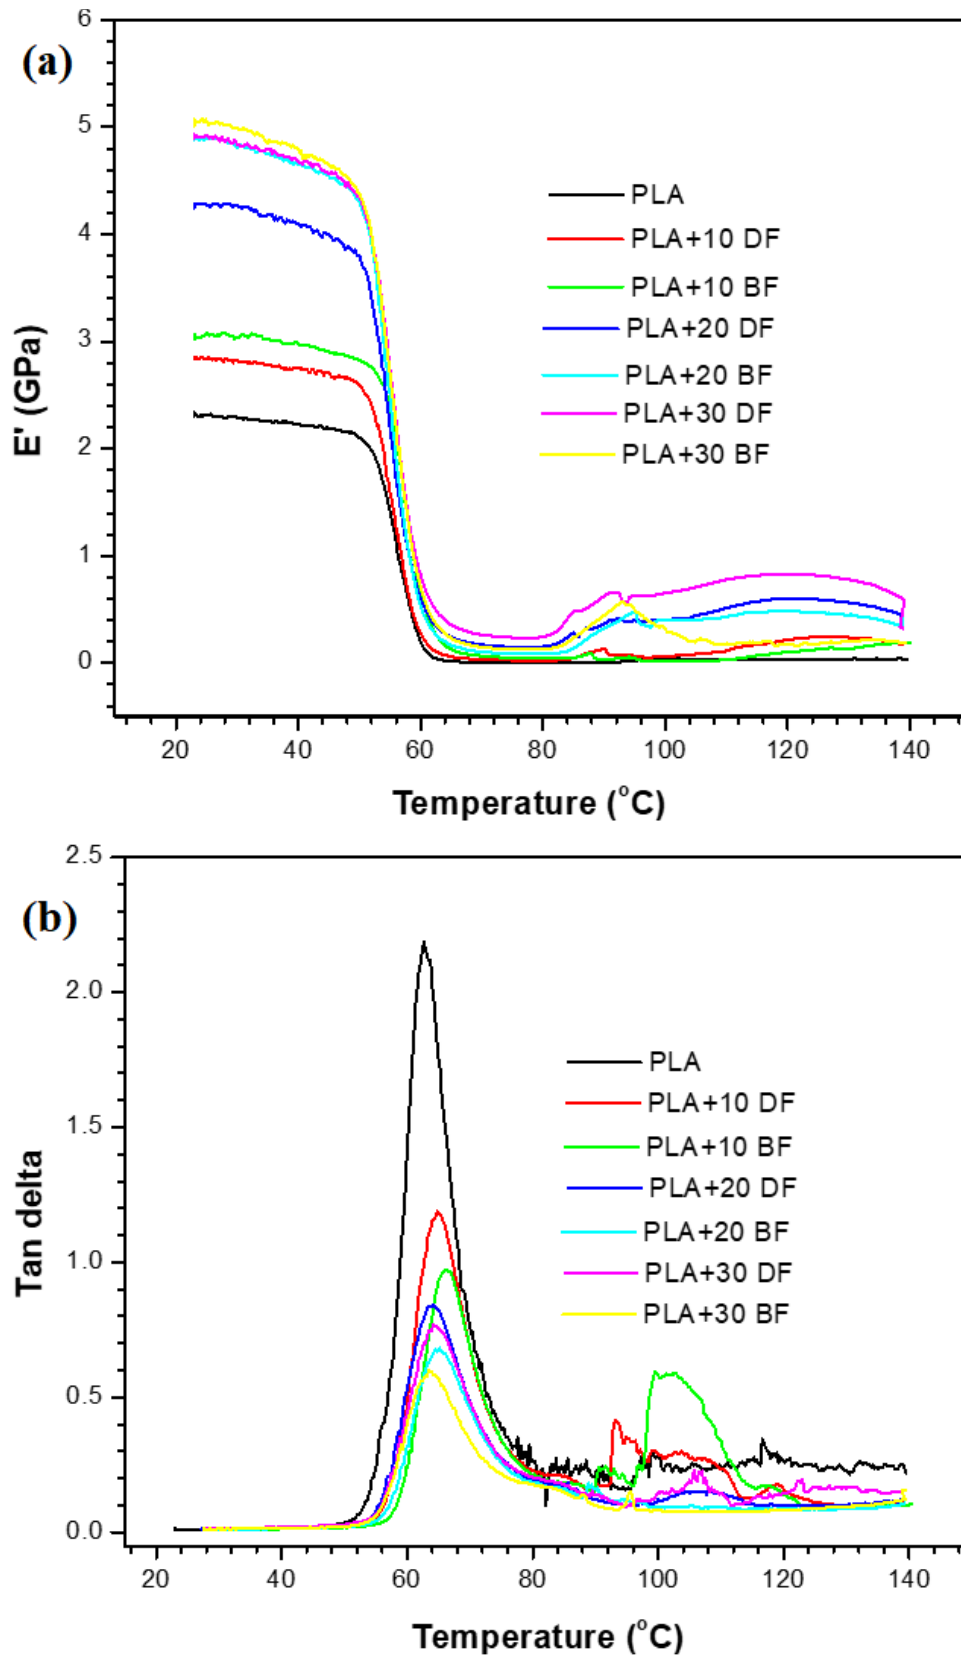 (a)
6
5
4
3
2
1
0
E' (GPa)
PLA
PLA+10 DF
PLA+10 BF
PLA+20 DF
PLA+20 BF
PLA+30 DF
PLA+30 BF
20 40 60 80 100 120 140
Temperature (°C)
(b)
2.5
2.0
1.5
1.0
0.5
0.0
Tan delta
PLA
PLA+10 DF
PLA+10 BF
PLA+20 DF
PLA+20 BF
PLA+30 DF
PLA+30 BF
20 40 60 80 100 120 140
Temperature (°C)